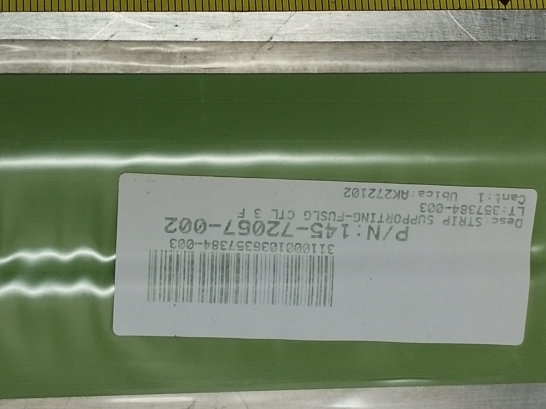 3110001036357384-003
P/N:145-72067-002
Desc:STRIP SUPPORTING-FUSLG CTL 3 F
LT:357384-003
Cant:1 Ubica:AK272102